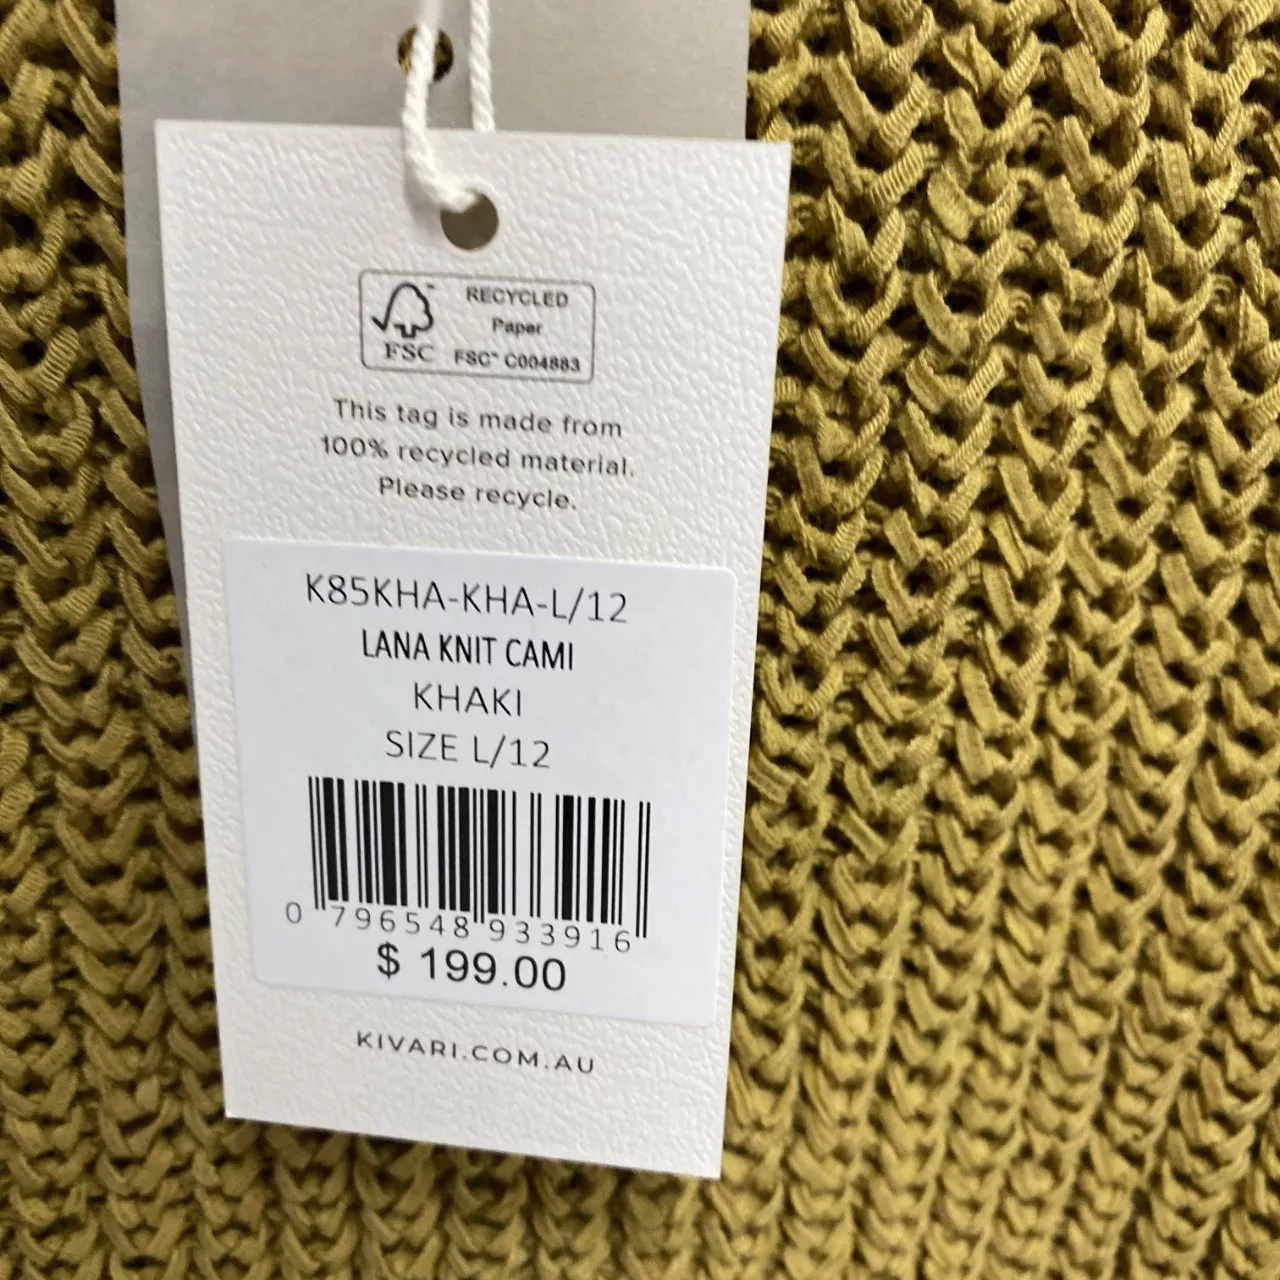 RECYCLED
Paper
FSC™ C004883
FSC
This tag is made from
100% recycled material.
Please recycle.
K85KHA-KHA-L/12
LANA KNIT CAMI
KHAKI
SIZE L/12
0 796548 933916
$ 199.00
KIVARI.COM.AU